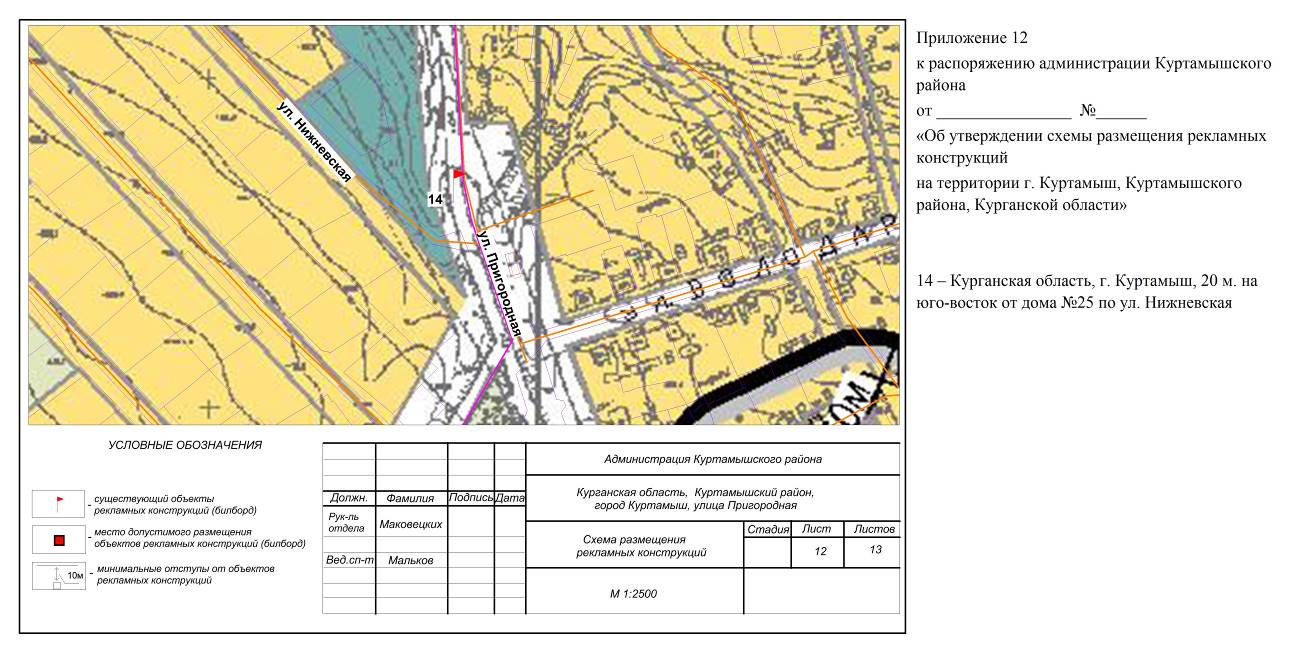 ул. Нижневская
14
ул. Пригородная
ЗАВОДОДАР
КОМХ
Приложение 12
к распоряжению администрации Куртамышского
района
от _________________ №______
«Об утверждении схемы размещения рекламных
конструкций
на территории г. Куртамыш, Куртамышского
района, Курганской области»
14 – Курганская область, г. Куртамыш, 20 м. на
юго-восток от дома №25 по ул. Нижневская
УСЛОВНЫЕ ОБОЗНАЧЕНИЯ
- существующий объекты
рекламных конструкций (билборд)
- место допустимого размещения
объектов рекламных конструкций (билборд)
10м
- минимальные отступы от объектов
рекламных конструкций
Должн. Фамилия Подпись Дата
Рук-ль
отдела Маковецких
Вед.сп-т Мальков
Администрация Куртамышского района
Курганская область, Куртамышский район,
город Куртамыш, улица Пригородная
Схема размещения
рекламных конструкций
Стадия Лист Листов
12 13
М 1:2500